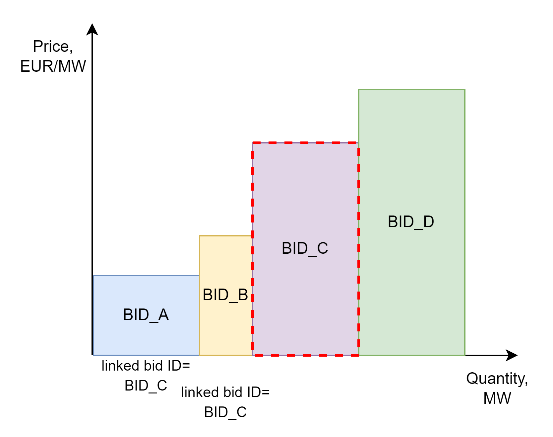 Price,
EUR/MW
BID_A
BID_B
BID_C
BID_D
linked bid ID=
BID_C
linked bid ID=
BID_C
Quantity,
MW